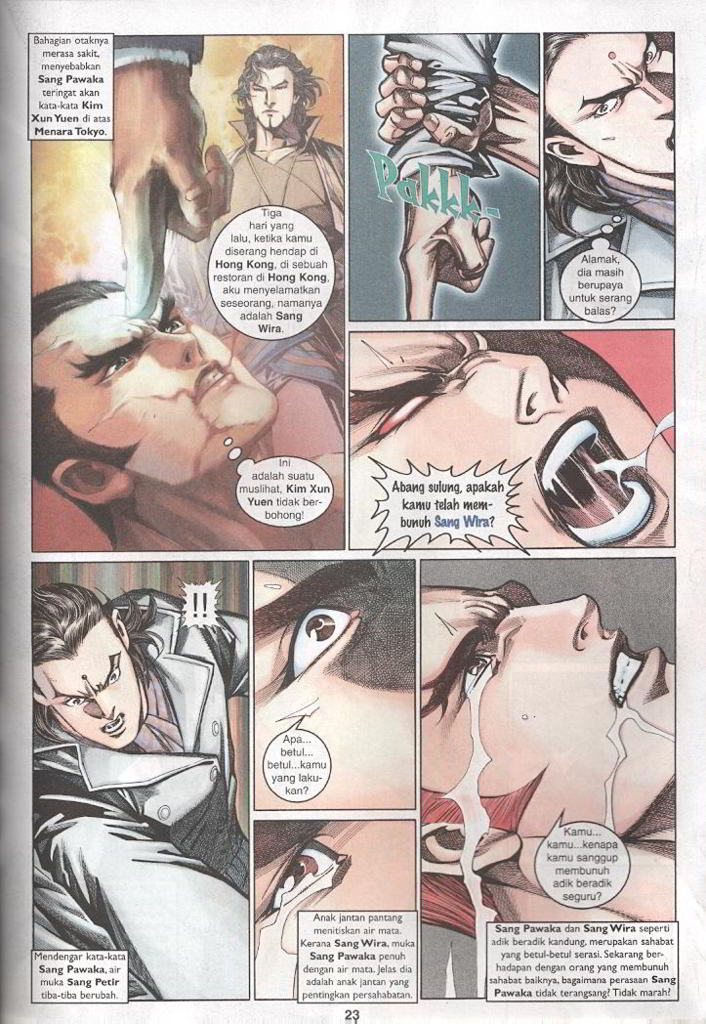 Bahagian otaknya
merasa sakit,
menyebabkan
Sang Pawaka
teringat akan
kata-kata Kim
Xun Yuen di atas
Menara Tokyo.
Tiga
hari yang
lalu, ketika kamu
diserang hendap di
Hong Kong, di sebuah
restoran di Hong Kong,
aku menyelamatkan
seseorang, namanya
adalah Sang
Wira.
Ini
adalah suatu
muslihat, Kim Xun
Yuen tidak ber-
bohong!
Pakkk-
Alamak,
dia masih
berupaya
untuk serang
balas?
Abang sulung, apakah
kamu telah mem-
bunuh Sang Wira?
!!
Mendengar kata-kata
Sang Pawaka, air
muka Sang Petir
tiba-tiba berubah.
Apa...
betul...
betul...kamu
yang laku-
kan?
Anak jantan pantang
menitiskan air mata.
Kerana Sang Wira, muka
Sang Pawaka penuh
dengan air mata. Jelas dia
adalah anak jantan yang
pentingkan persahabatan.
Kamu...
kamu...kenapa
kamu sanggup
membunuh
adik beradik
seguru?
Sang Pawaka dan Sang Wira seperti
adik beradik kandung, merupakan sahabat
yang betul-betul serasi. Sekarang ber-
hadapan dengan orang yang membunuh
sahabat baiknya, bagaimana perasaan Sang
Pawaka tidak terangsang? Tidak marah?
23